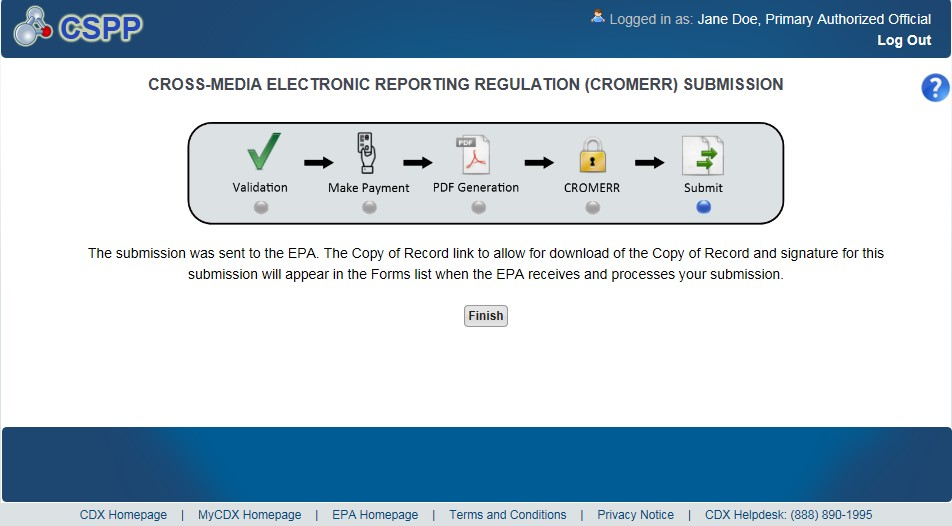 CSPP
Logged in as: Jane Doe, Primary Authorized Official
Log Out
CROSS-MEDIA ELECTRONIC REPORTING REGULATION (CROMERR) SUBMISSION
?
PDF
Validation Make Payment PDF Generation CROMERR Submit
The submission was sent to the EPA. The Copy of Record link to allow for download of the Copy of Record and signature for this
submission will appear in the Forms list when the EPA receives and processes your submission.
Finish
CDX Homepage | MyCDX Homepage | EPA Homepage | Terms and Conditions | Privacy Notice | CDX Helpdesk: (888) 890-1995